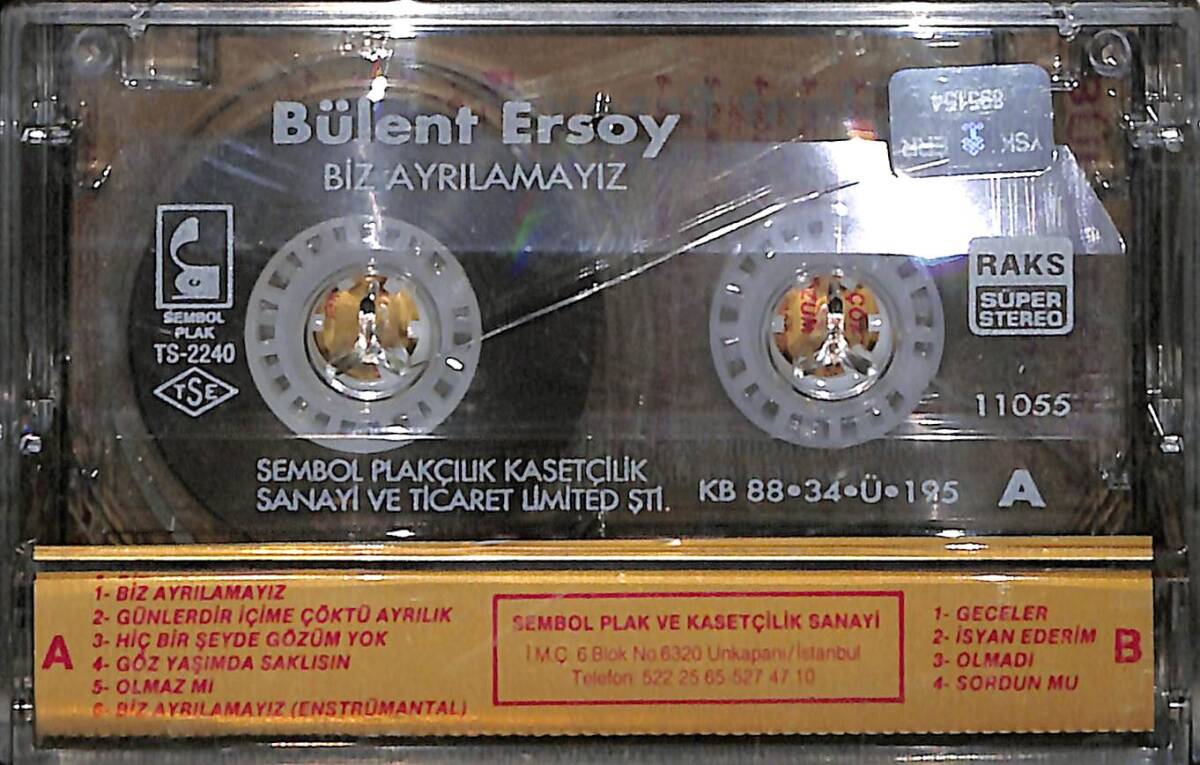 Bülent Ersoy
BİZ AYRILAMAYIZ
895154
YSK
SEMBOL
PLAK
TS-2240
TSE
RAKS
SÜPER
STEREO
11055
SEMBOL PLAKÇILIK KASETÇİLİK
SANAYİ VE TİCARET LİMİTED ŞTİ.
KB 88•34•Ü•195
A
A
1- BİZ AYRILAMAYIZ
2- GÜNLERDİR İÇİME ÇÖKTÜ AYRILIK
3- HİÇ BİR ŞEYDE GÖZÜM YOK
4- GÖZ YAŞIMDA SAKLISIN
5- OLMAZ MI
6- BİZ AYRILAMAYIZ (ENSTRÜMANTAL)
SEMBOL PLAK VE KASETÇİLİK SANAYİ
İ.M.Ç. 6.Blok No.6320 Unkapanı/İstanbul
Telefon: 522 25 65-527 47 10
1- GECELER
2- İSYAN EDERİM
3- OLMADI
4- SORDUN MU
B